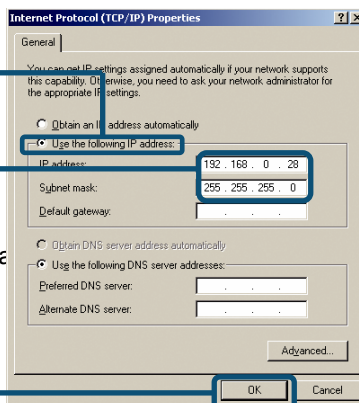 Internet Protocol (TCP/IP) Properties
General
You can get IP settings assigned automatically if your network supports
this capability. Otherwise, you need to ask your network administrator for
the appropriate IP settings.
Obtain an IP address automatically
Use the following IP address:
IP address: 192 . 168 . 0 . 28
Subnet mask: 255 . 255 . 255 . 0
Default gateway: . . .
Obtain DNS server address automatically
a
Use the following DNS server addresses:
Preferred DNS server: . . .
Alternate DNS server: . . .
Advanced...
OK Cancel